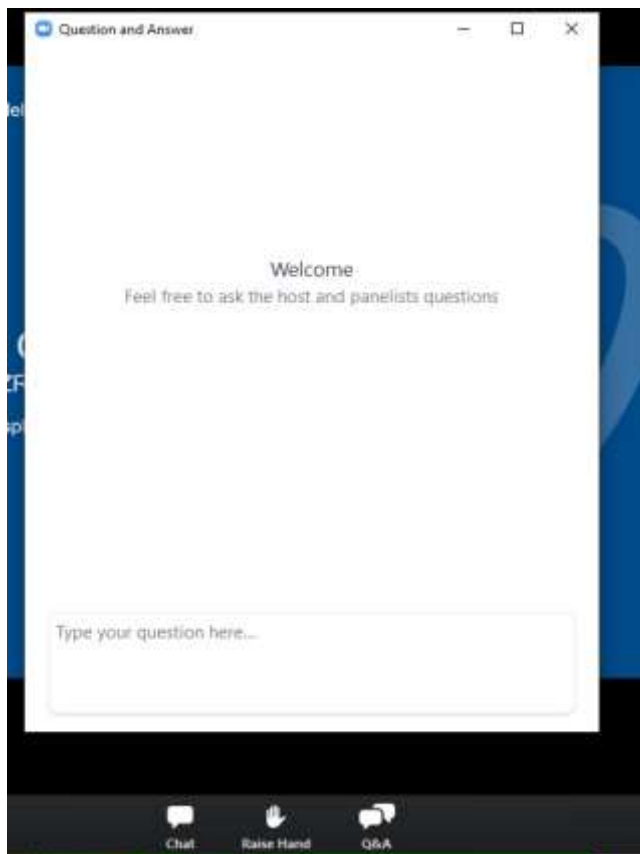 Question and Answer
Welcome
Feel free to ask the host and panelists questions
Type your question here...
Chat
Raise Hand
Q&A